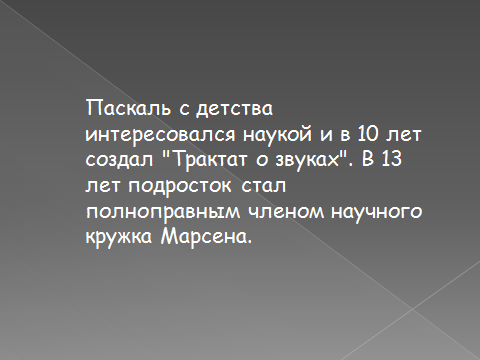 Паскаль с детства
интересовался наукой и в 10 лет
создал "Трактат о звуках". В 13
лет подросток стал
полноправным членом научного
кружка Марсена.